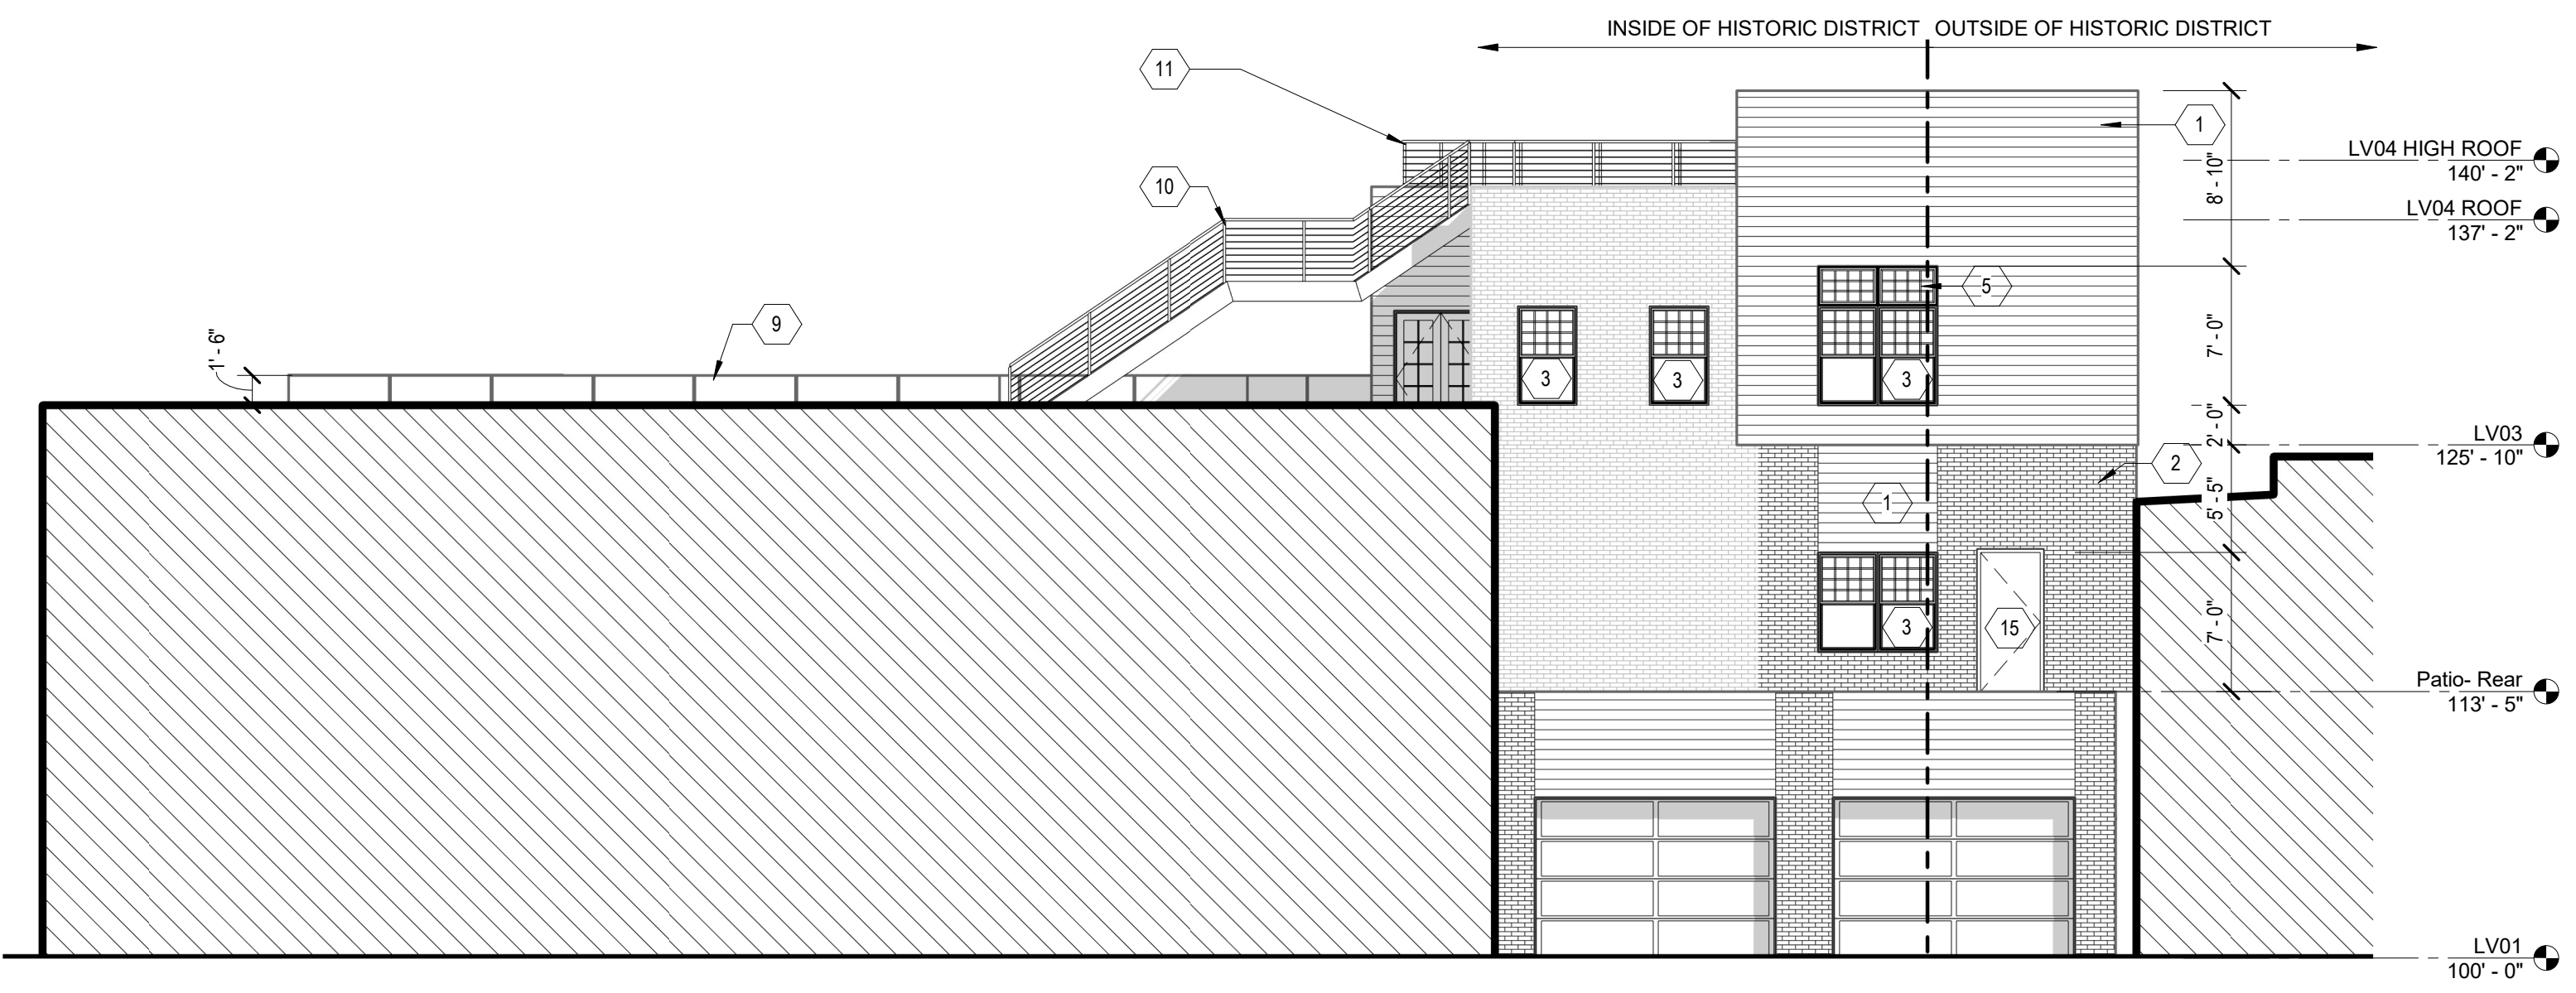 INSIDE OF HISTORIC DISTRICT OUTSIDE OF HISTORIC DISTRICT
11
1
LV04 HIGH ROOF
140' - 2"
8' - 10"
10
LV04 ROOF
137' - 2"
5
9
1' - 6"
7' - 0"
3
3
3
2' - 0"
LV03
125' - 10"
2
1
5' - 5"
3
15
7' - 0"
Patio- Rear
113' - 5"
LV01
100' - 0"